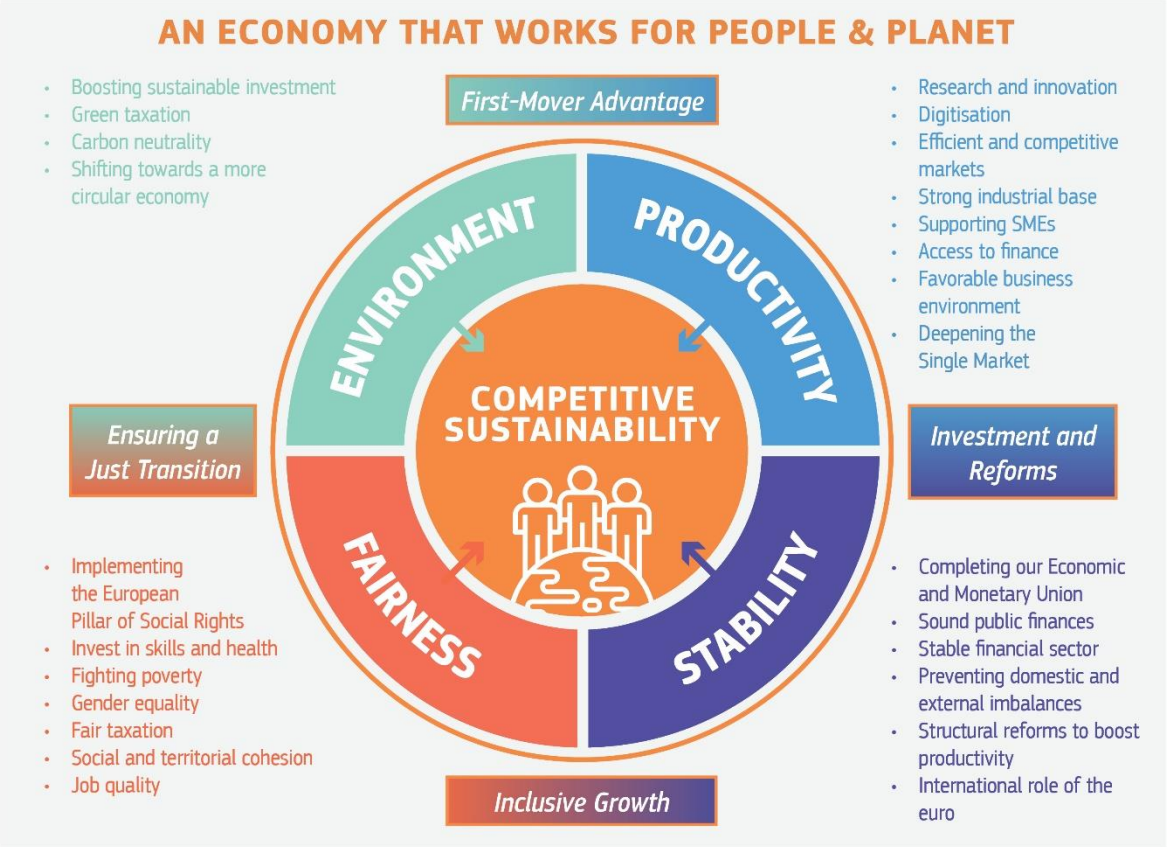 AN ECONOMY THAT WORKS FOR PEOPLE & PLANET
• Boosting sustainable investment
• Green taxation
• Carbon neutrality
• Shifting towards a more
circular economy
First-Mover Advantage
• Research and innovation
• Digitisation
• Efficient and competitive
markets
• Strong industrial base
• Supporting SMEs
• Access to finance
• Favorable business
environment
• Deepening the
Single Market
ENVIRONMENT
PRODUCTIVITY
COMPETITIVE
SUSTAINABILITY
Ensuring a
Just Transition
Investment and
Reforms
FAIRNESS
STABILITY
• Implementing
the European
Pillar of Social Rights
• Invest in skills and health
• Fighting poverty
• Gender equality
• Fair taxation
• Social and territorial cohesion
• Job quality
Inclusive Growth
• Completing our Economic
and Monetary Union
• Sound public finances
• Stable financial sector
• Preventing domestic and
external imbalances
• Structural reforms to boost
productivity
• International role of the
euro